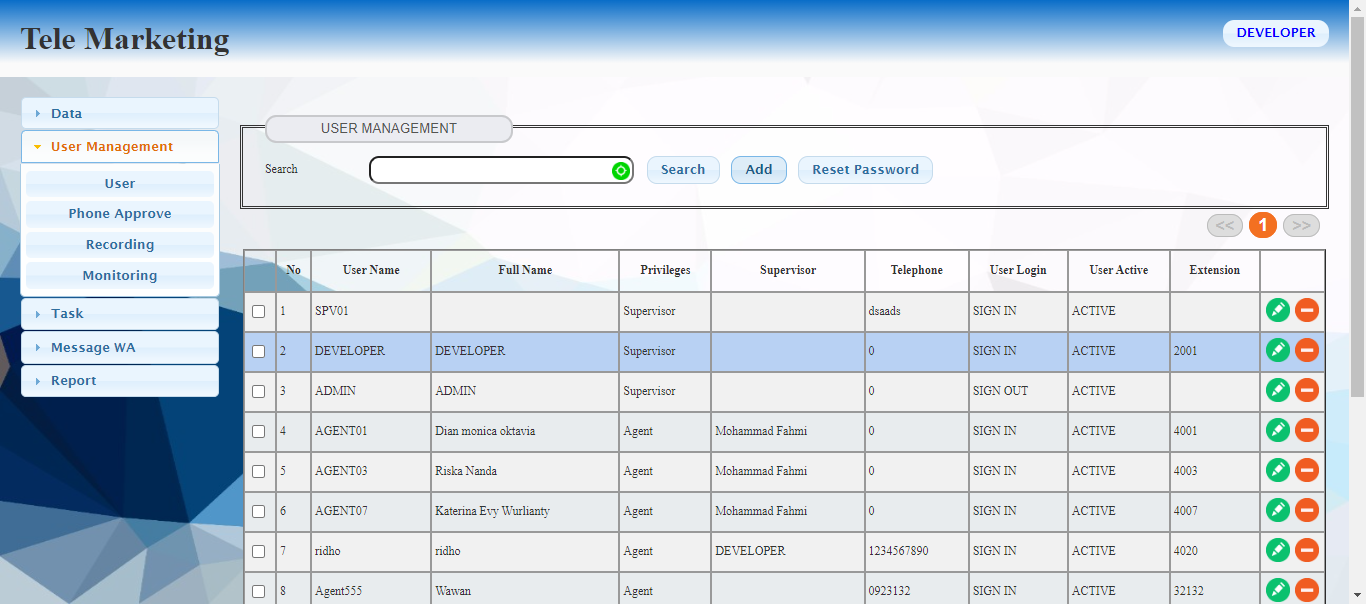 Tele Marketing
DEVELOPER
Data
User Management
User
Phone Approve
Recording
Monitoring
Task
Message WA
Report
USER MANAGEMENT
Search Search Add Reset Password
<< 1 >>
No User Name Full Name Privileges Supervisor Telephone User Login User Active Extension
1 SPV01 Supervisor dsaads SIGN IN ACTIVE
2 DEVELOPER DEVELOPER Supervisor 0 SIGN IN ACTIVE 2001
3 ADMIN ADMIN Supervisor 0 SIGN OUT ACTIVE
4 AGENT01 Dian monica oktavia Agent Mohammad Fahmi 0 SIGN IN ACTIVE 4001
5 AGENT03 Riska Nanda Agent Mohammad Fahmi 0 SIGN IN ACTIVE 4003
6 AGENT07 Katerina Evy Wurlianty Agent Mohammad Fahmi 0 SIGN IN ACTIVE 4007
7 ridho ridho Agent DEVELOPER 1234567890 SIGN IN ACTIVE 4020
8 Agent555 Wawan Agent 0923132 SIGN IN ACTIVE 32132